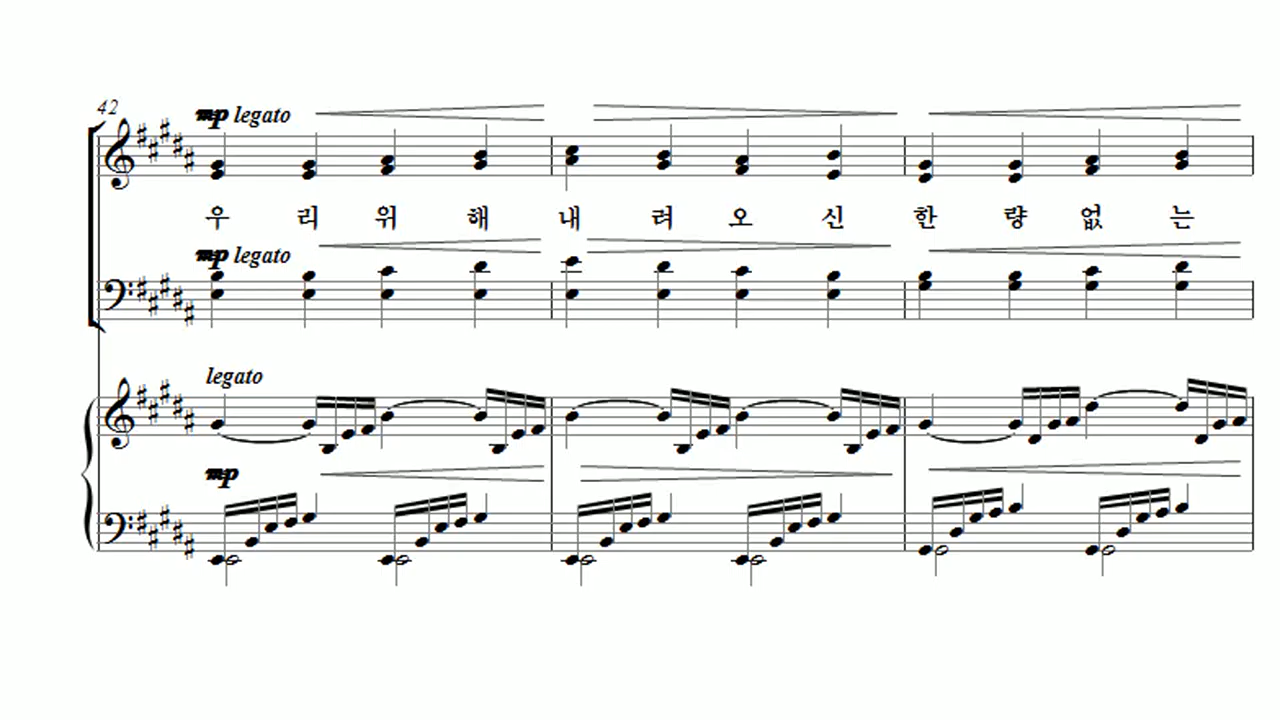 42
mp legato
우 리 위 해 내 려 오 신 한 량 없 는
mp legato
legato
mp